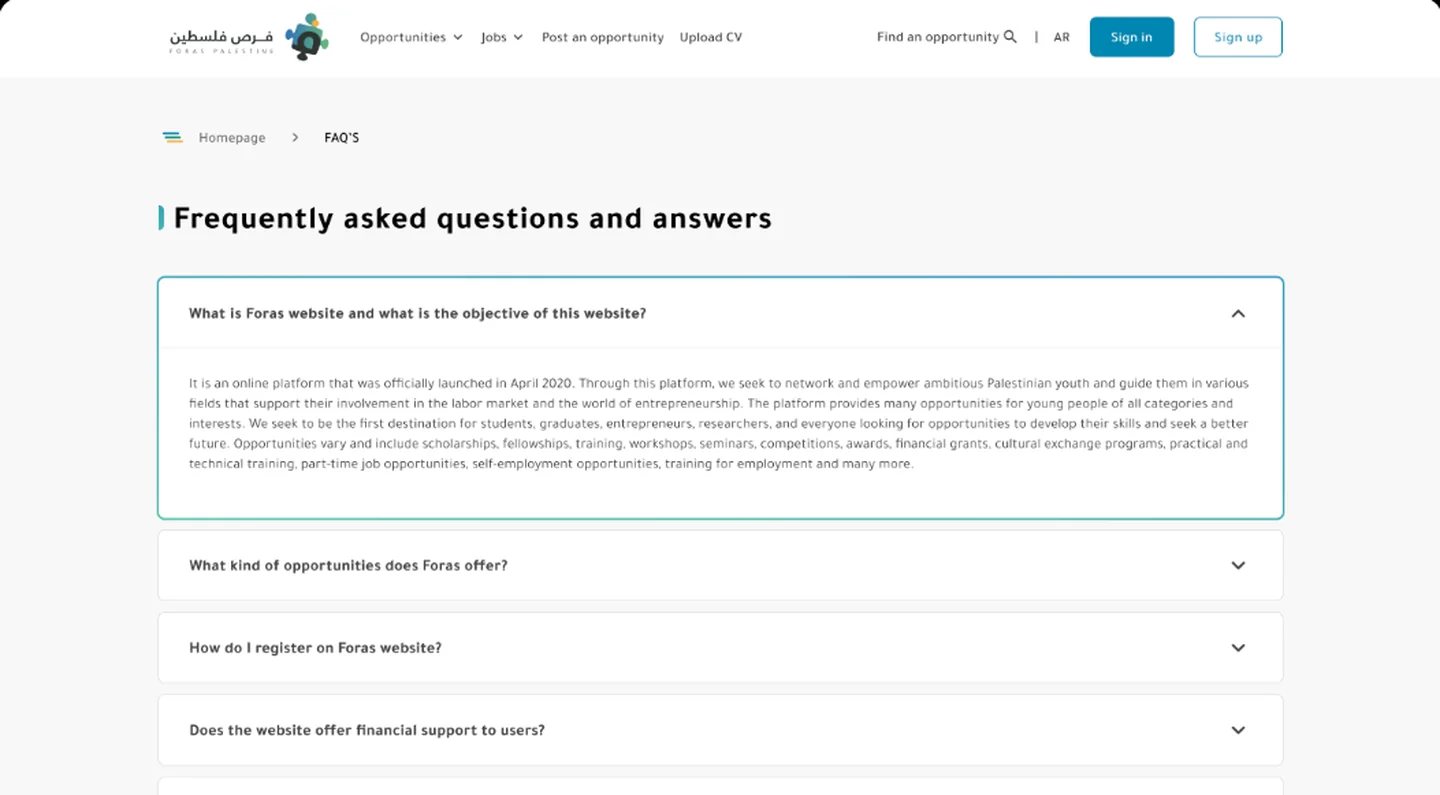 فرص فلسطين
FORAS PALESTINE
Opportunities
Jobs
Post an opportunity
Upload CV
Find an opportunity
|
AR
Sign in
Sign up
Homepage
FAQ'S
Frequently asked questions and answers
What is Foras website and what is the objective of this website?
It is an online platform that was officially launched in April 2020. Through this platform, we seek to network and empower ambitious Palestinian youth and guide them in various
fields that support their involvement in the labor market and the world of entrepreneurship. The platform provides many opportunities for young people of all categories and
interests. We seek to be the first destination for students, graduates, entrepreneurs, researchers, and everyone looking for opportunities to develop their skills and seek a better
future. Opportunities vary and include scholarships, fellowships, training, workshops, seminars, competitions, awards, financial grants, cultural exchange programs, practical and
technical training, part-time job opportunities, self-employment opportunities, training for employment and many more.
What kind of opportunities does Foras offer?
How do I register on Foras website?
Does the website offer financial support to users?